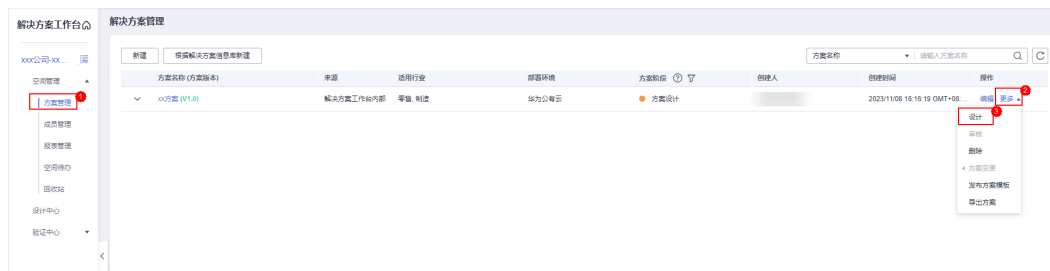 解决方案工作台
解决方案管理
xxx公司-xx...
空间管理
方案管理
1
成员管理
报表管理
空间待办
回收站
设计中心
验证中心
新建
根据解决方案信息库新建
方案名称
请输入方案名称
方案名称 (方案版本)
来源
适用行业
部署环境
方案阶段
创建人
创建时间
操作
xx方案 (V1.0)
解决方案工作台内部
零售, 制造
华为公有云
方案设计
2023/11/08 16:16:19 GMT+08:...
编辑
更多
2
设计
3
审核
删除
方案变更
发布方案模板
导出方案